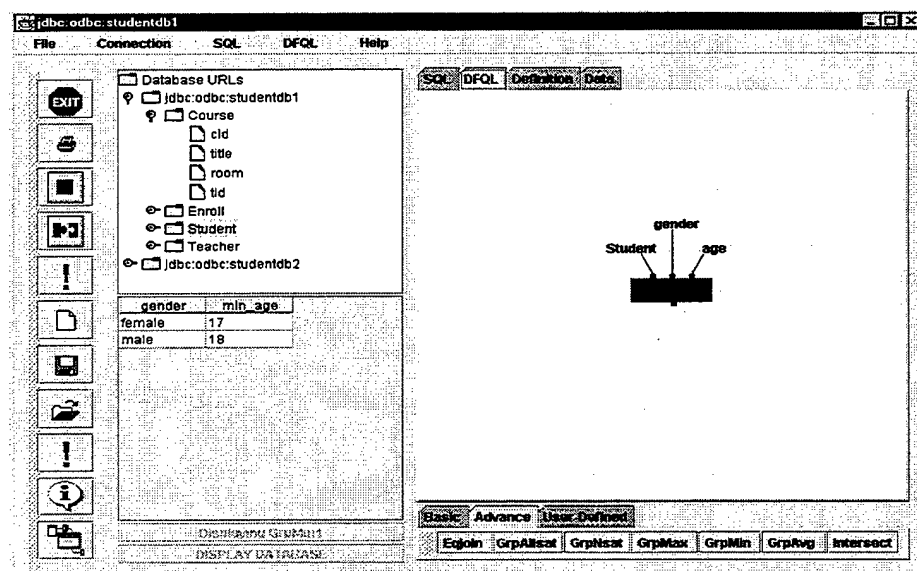 jdbc:odbc:studentdb1
File Connection SQL DFQL Help
EXIT
Database URLs
jdbc:odbc:studentdb1
Course
cid
title
room
tid
Enroll
Student
Teacher
jdbc:odbc:studentdb2
gender min_age
female 17
male 18
Displaying GrpMin1
DISPLAY DATABASE
SQL DFQL Definition Data
gender
Student age
Basic Advance User-Defined
Eqjoin GrpAllsat GrpNsat GrpMax GrpMin GrpAvg Intersect